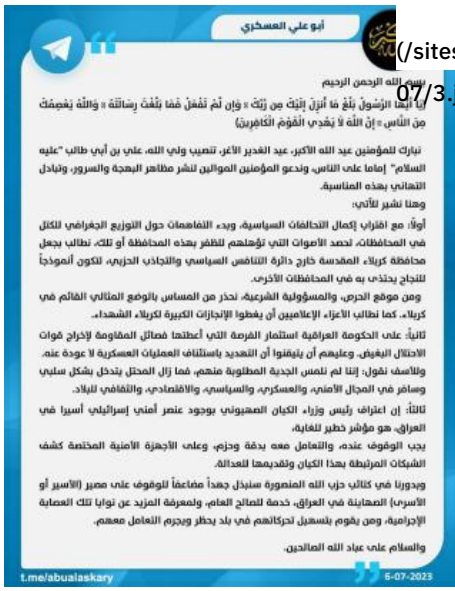 أبو علي العسكري
(/sites
07/3.j
بسم الله الرحمن الرحيم
{يَا أَيُّهَا الرَّسُولُ بَلِّغْ مَا أُنزِلَ إِلَيْكَ مِن رَّبِّكَ ۖ وَإِن لَّمْ تَفْعَلْ فَمَا بَلَّغْتَ رِسَالَتَهُ ۚ وَاللَّهُ يَعْصِمُكَ
مِنَ النَّاسِ ۗ إِنَّ اللَّهَ لَا يَهْدِي الْقَوْمَ الْكَافِرِينَ}
نبارك للمؤمنين عيد الله الأكبر، عيد الغدير الأغر، تنصيب ولي الله، علي بن أبي طالب "عليه
السلام" إماما على الناس، وندعو المؤمنين الموالين لنشر مظاهر البهجة والسرور، وتبادل
التهاني بهذه المناسبة.
وهنا نشير للآتي:
أولاً: مع اقتراب إكمال التحالفات السياسية، وبدء التفاهمات حول التوزيع الجغرافي للكتل
في المحافظات، لحصد الأصوات التي تؤهلهم للظفر بهذه المحافظة أو تلك، نطالب بجعل
محافظة كربلاء المقدسة خارج دائرة التنافس السياسي والتجاذب الحزبي، لتكون أنموذجاً
للنجاح يحتذى به في المحافظات الأخرى.
ومن موقع الحرص، والمسؤولية الشرعية، نحذر من المساس بالوضع المثالي القائم في
كربلاء. كما نطالب الأعزاء الإعلاميين أن يغطوا الإنجازات الكبيرة لكربلاء الشهداء.
ثانياً: على الحكومة العراقية استثمار الفرصة التي أعطتها فصائل المقاومة لإخراج قوات
الاحتلال البغيض. وعليهم أن يتيقنوا أن التهديد باستئناف العمليات العسكرية لا عودة عنه.
وللأسف نقول: إننا لم نلمس الجدية المطلوبة منهم، فما زال المحتل يتدخل بشكل سلبي
وسافر في المجال الأمني، والعسكري، والسياسي، والاقتصادي، والثقافي للبلاد.
ثالثاً: إن اعتراف رئيس وزراء الكيان الصهيوني بوجود عنصر أمني إسرائيلي أسيرا في
العراق، هو مؤشر خطير للغاية،
يجب الوقوف عنده، والتعامل معه بدقة وحزم، وعلى الأجهزة الأمنية المختصة كشف
الشبكات المرتبطة بهذا الكيان وتقديمها للعدالة.
وبدورنا في كتائب حزب الله المنصورة سنبذل جهداً مضاعفاً للوقوف على مصير (الأسير أو
الأسرى) الصهاينة في العراق، خدمة للصالح العام، ولمعرفة المزيد عن نوايا تلك العصابة
الإجرامية، ومن يقوم بتسهيل تحركاتهم في بلد يحظر ويجرم التعامل معهم.
والسلام على عباد الله الصالحين.
t.me/abualaskary
6-07-2023